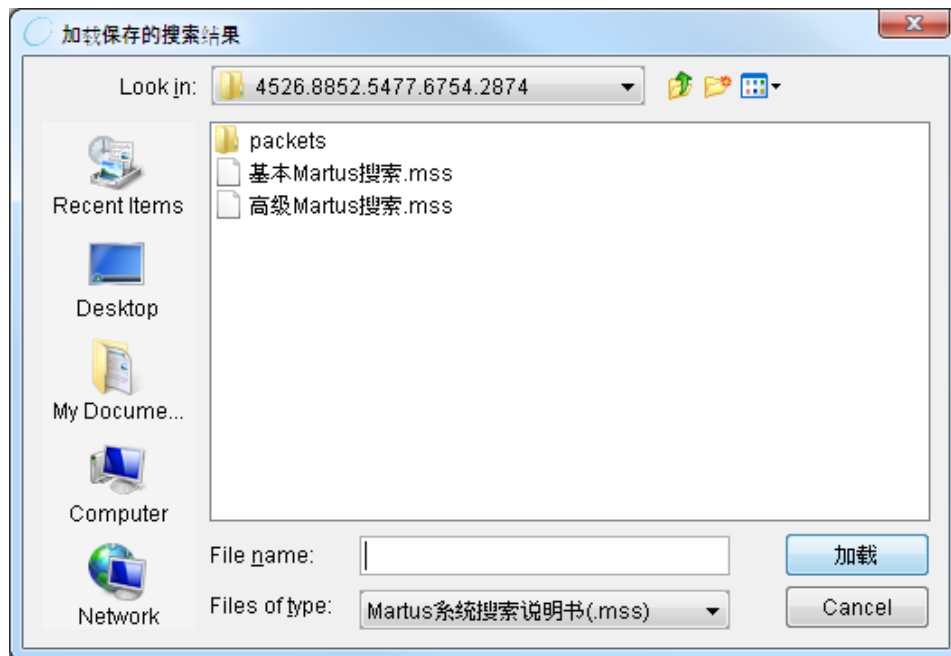 加载保存的搜索结果
Look in: 4526.8852.5477.6754.2874
packets
基本Martus搜索.mss
高级Martus搜索.mss
Recent Items
Desktop
My Docume...
Computer
Network
File name:
加载
Files of type: Martus系统搜索说明书(.mss)
Cancel